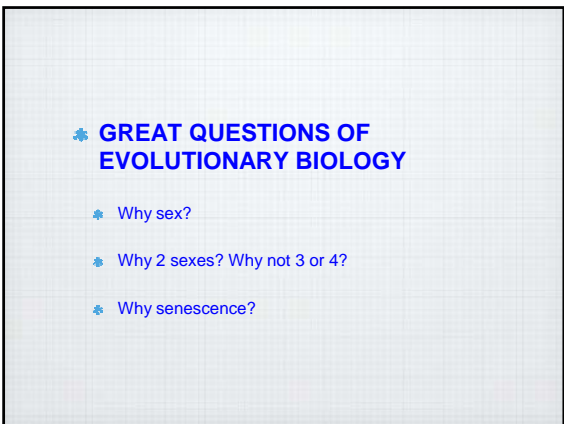 GREAT QUESTIONS OF
EVOLUTIONARY BIOLOGY
Why sex?
Why 2 sexes? Why not 3 or 4?
Why senescence?